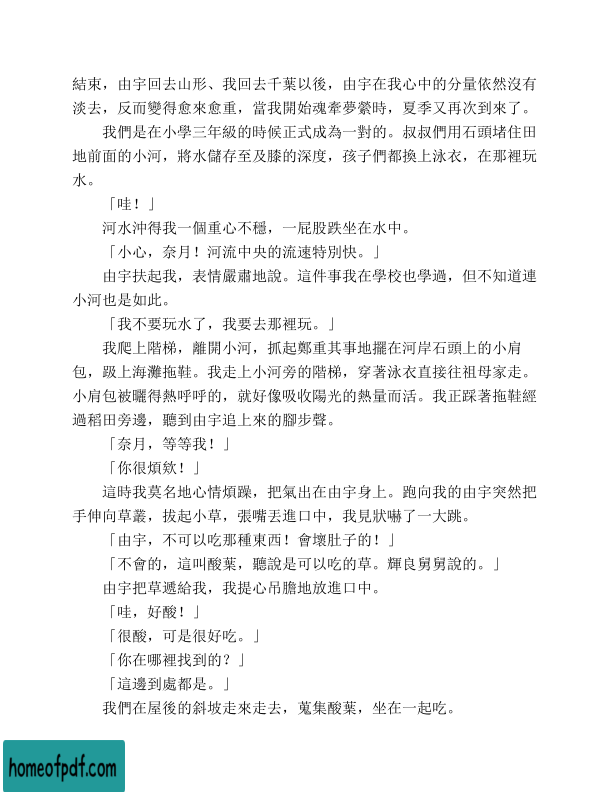 結束，由宇回去山形、我回去千葉以後，由宇在我心中的分量依然沒有
淡去，反而變得愈來愈重，當我開始魂牽夢縈時，夏季又再次到來了。
我們是在小學三年級的時候正式成為一對的。叔叔們用石頭堵住田
地前面的小河，將水儲存至及膝的深度，孩子們都換上泳衣，在那裡玩
水。
「哇！」
河水沖得我一個重心不穩，一屁股跌坐在水中。
「小心，奈月！河流中央的流速特別快。」
由宇扶起我，表情嚴肅地說。這件事我在學校也學過，但不知道連
小河也是如此。
「我不要玩水了，我要去那裡玩。」
我爬上階梯，離開小河，抓起鄭重其事地擺在河岸石頭上的小肩
包，趿上海灘拖鞋。我走上小河旁的階梯，穿著泳衣直接往祖母家走。
小肩包被曬得熱呼呼的，就好像吸收陽光的熱量而活。我正踩著拖鞋經
過稻田旁邊，聽到由宇追上來的腳步聲。
「奈月，等等我！」
「你很煩欸！」
這時我莫名地心情煩躁，把氣出在由宇身上。跑向我的由宇突然把
手伸向草叢，拔起小草，張嘴丟進口中，我見狀嚇了一大跳。
「由宇，不可以吃那種東西！會壞肚子的！」
「不會的，這叫酸葉，聽說是可以吃的草。輝良舅舅說的。」
由宇把草遞給我，我提心吊膽地放進口中。
「哇，好酸！」
「很酸，可是很好吃。」
「你在哪裡找到的？」
「這邊到處都是。」
我們在屋後的斜坡走來走去，蒐集酸葉，坐在一起吃。
homeofpdf.com